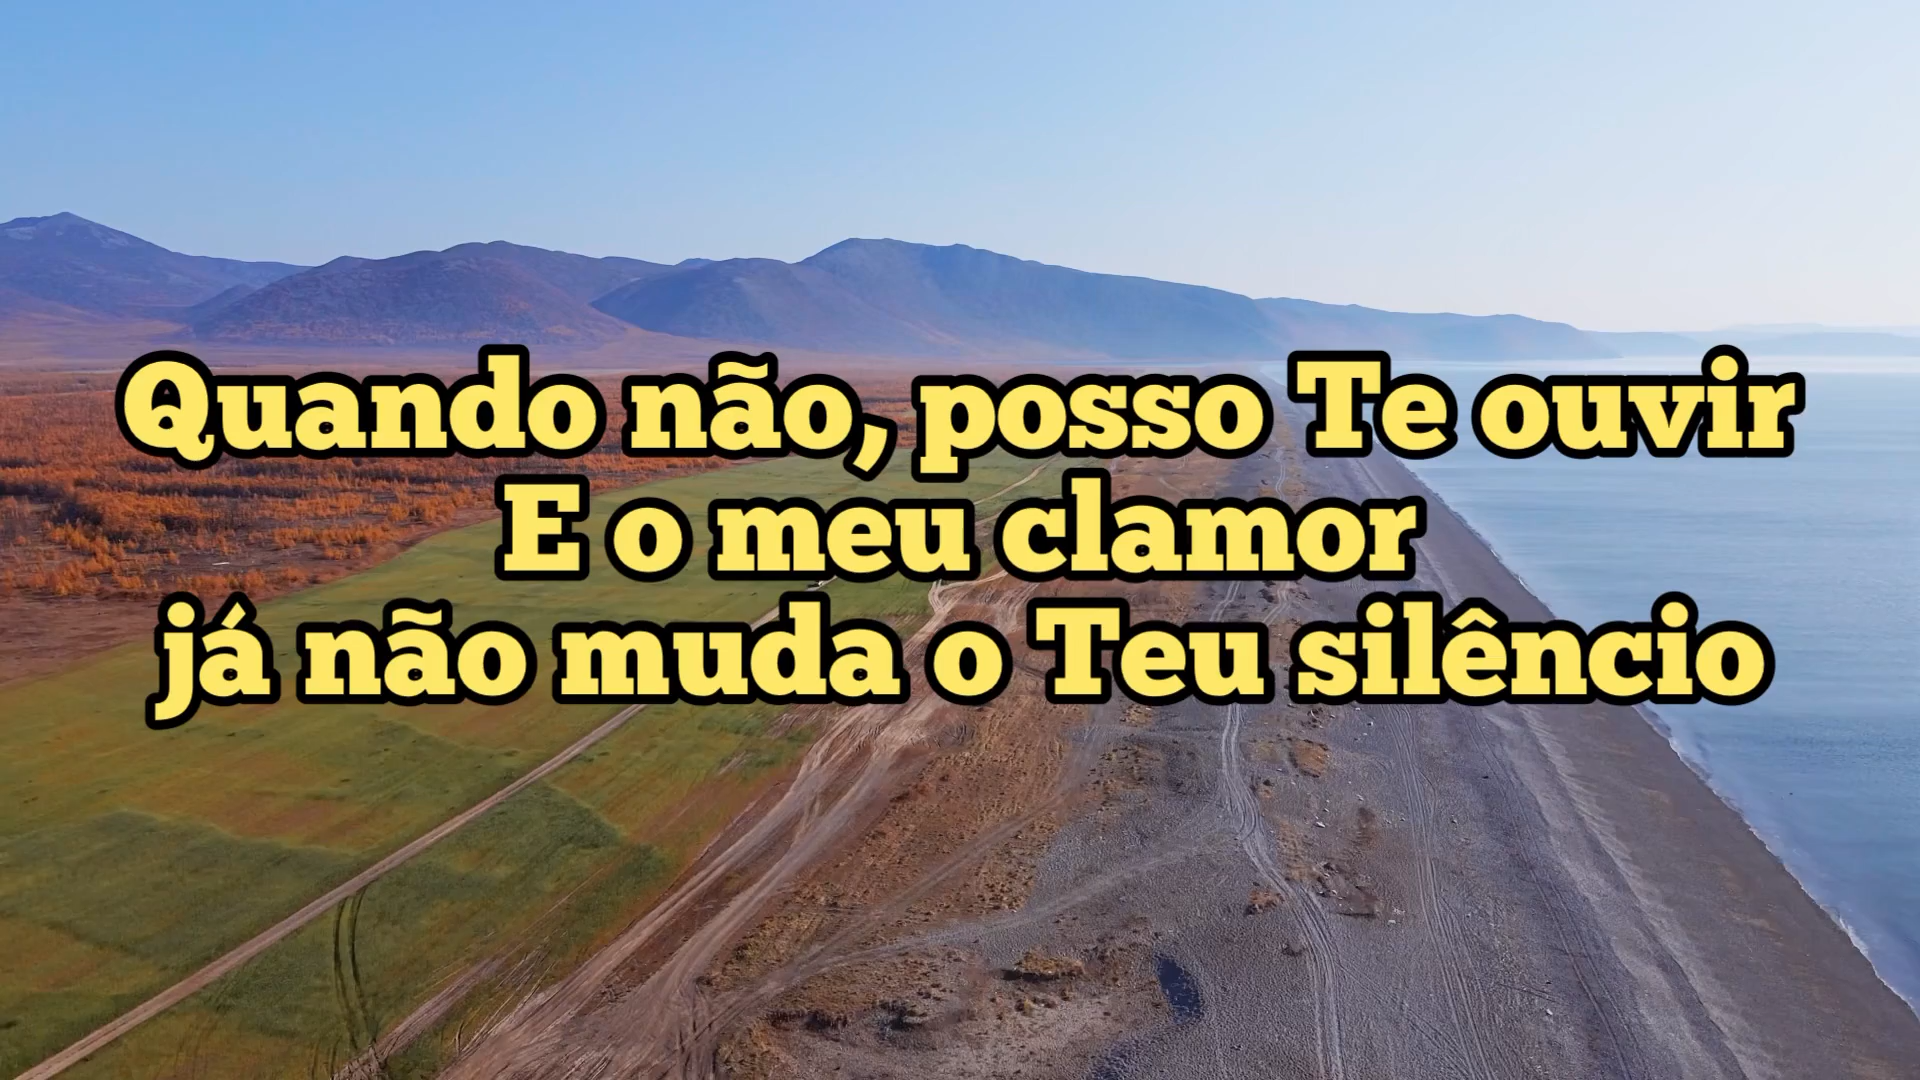 Quando não, posso Te ouvir
E o meu clamor
já não muda o Teu silêncio